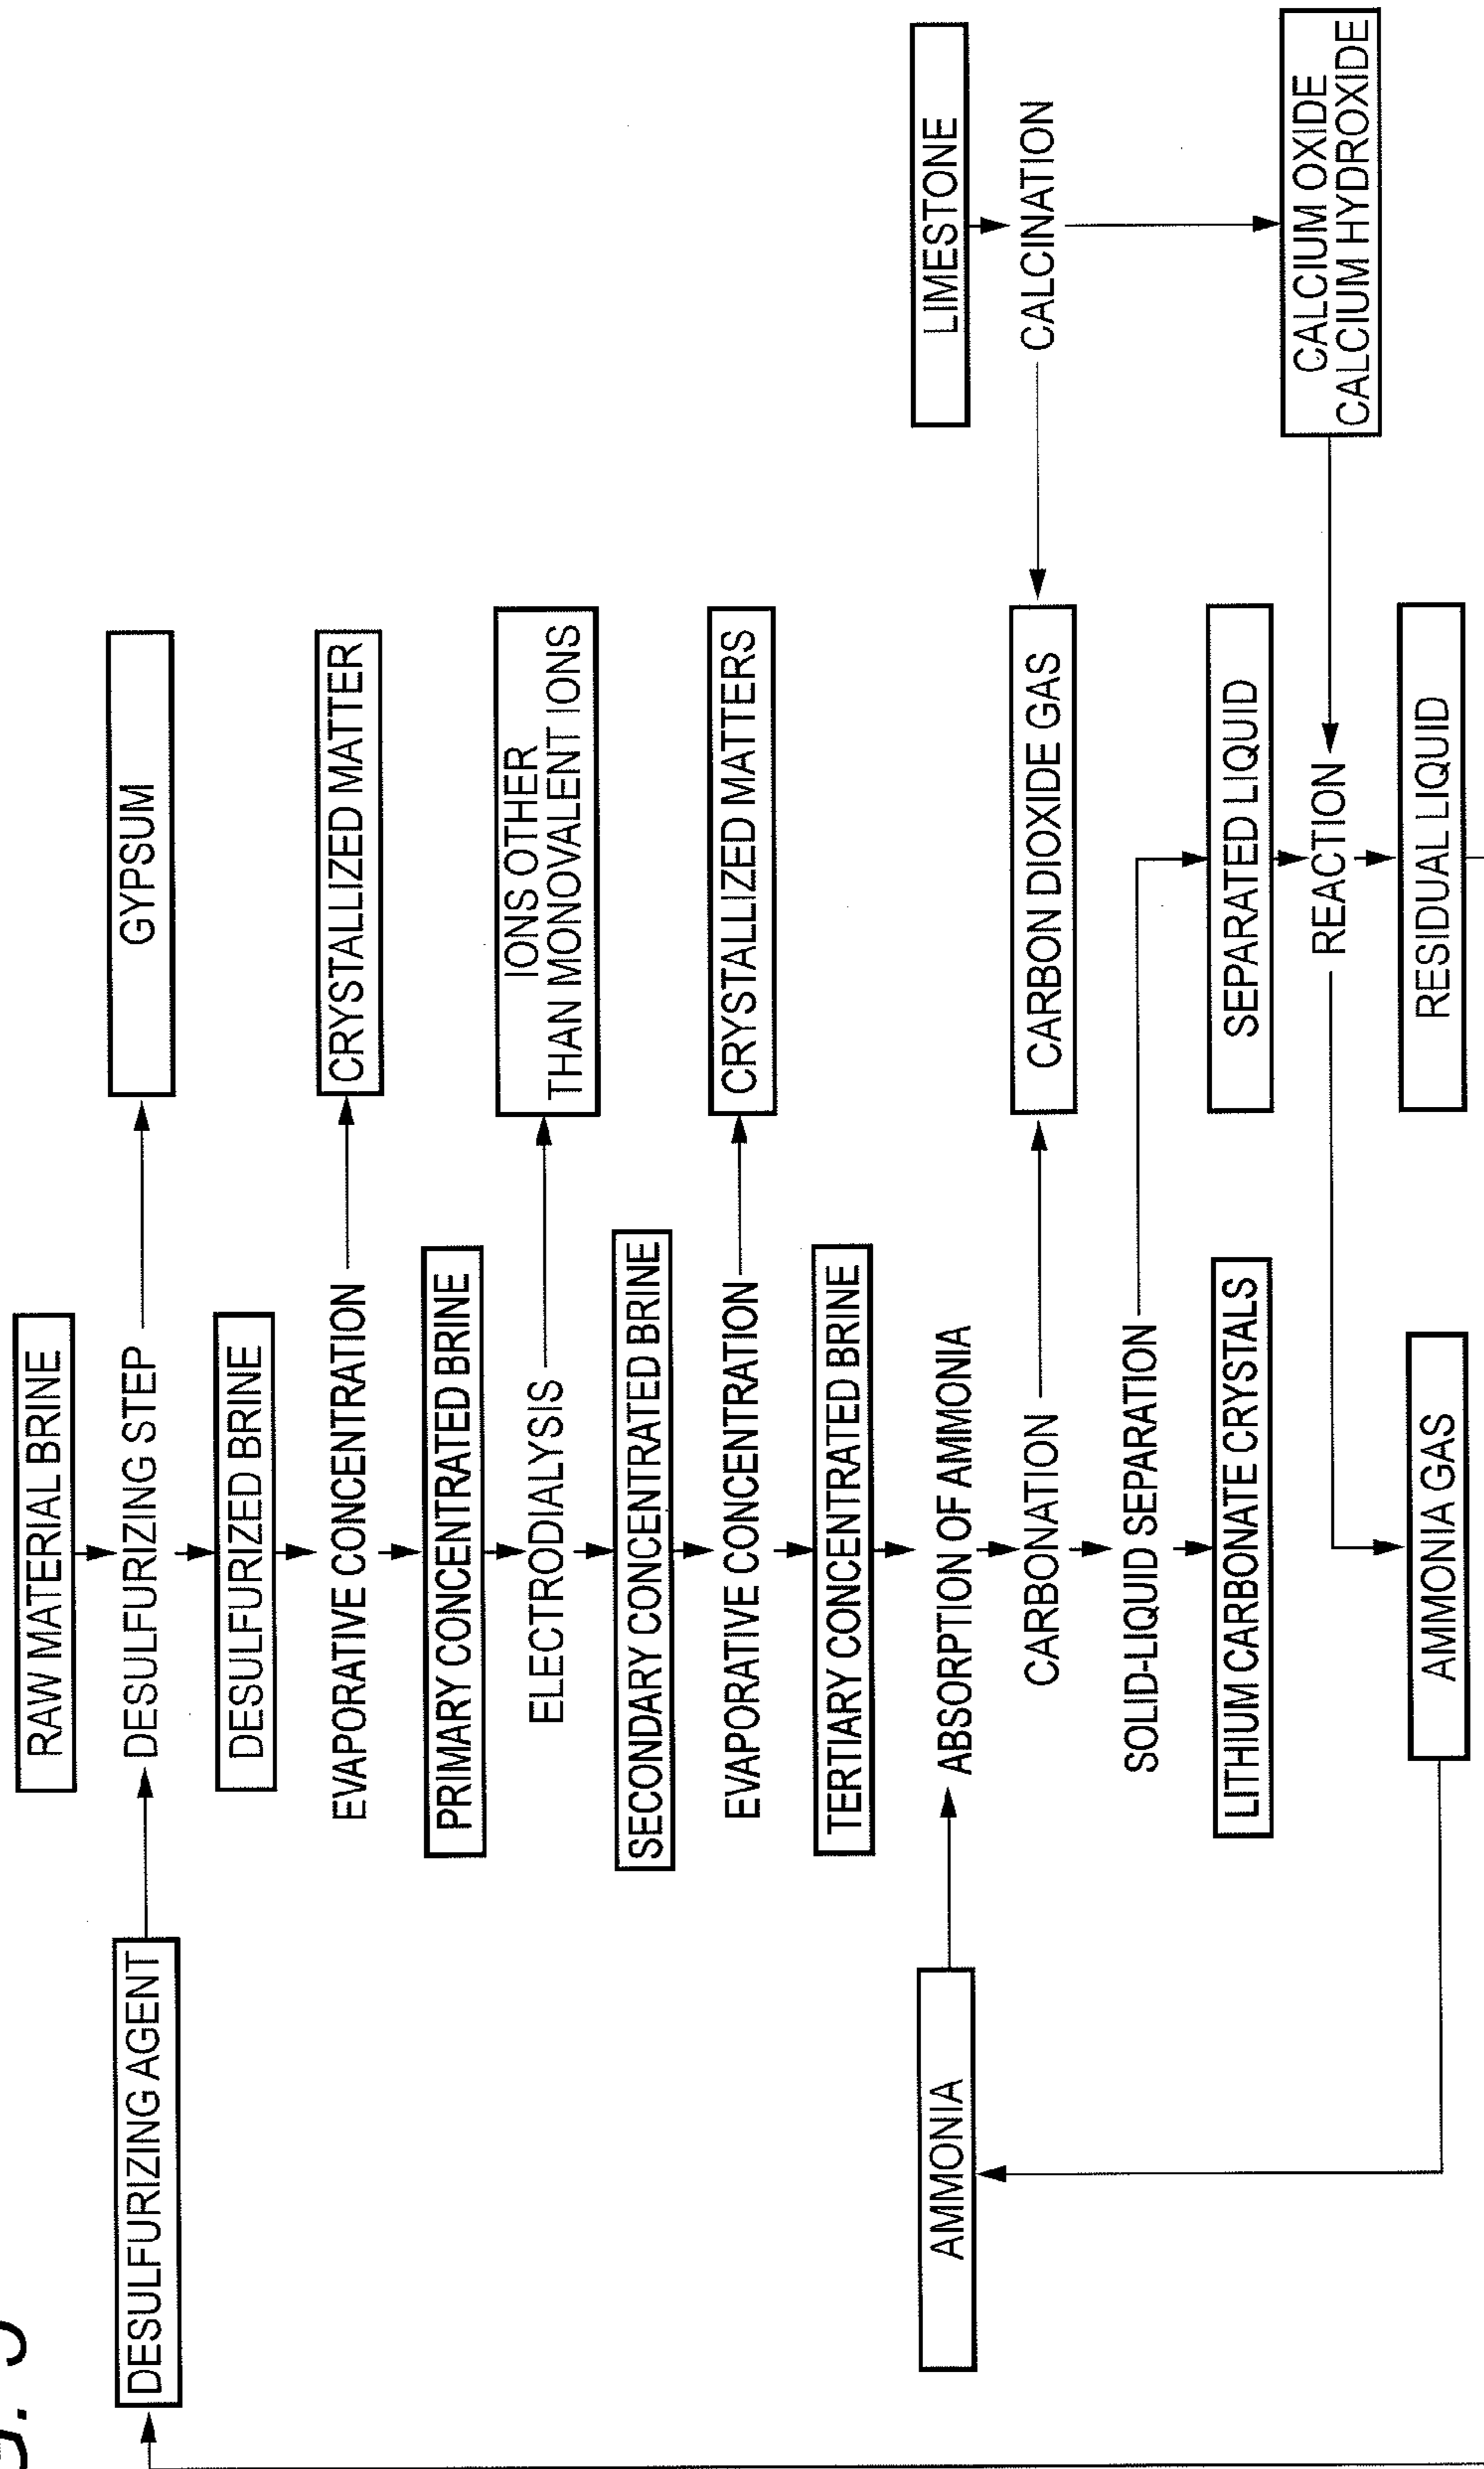 RAW MATERIAL BRINE
DESULFURIZING AGENT
DESULFURIZING STEP
GYPSUM
DESULFURIZED BRINE
EVAPORATIVE CONCENTRATION
CRYSTALLIZED MATTER
PRIMARY CONCENTRATED BRINE
ELECTRODIALYSIS
IONS OTHER
THAN MONOVALENT IONS
SECONDARY CONCENTRATED BRINE
EVAPORATIVE CONCENTRATION
CRYSTALLIZED MATTERS
TERTIARY CONCENTRATED BRINE
LIMESTONE
AMMONIA
ABSORPTION OF AMMONIA
CARBONATION
CARBON DIOXIDE GAS
CALCINATION
SOLID-LIQUID SEPARATION
LITHIUM CARBONATE CRYSTALS
SEPARATED LIQUID
REACTION
CALCIUM OXIDE
CALCIUM HYDROXIDE
AMMONIA GAS
RESIDUAL LIQUID